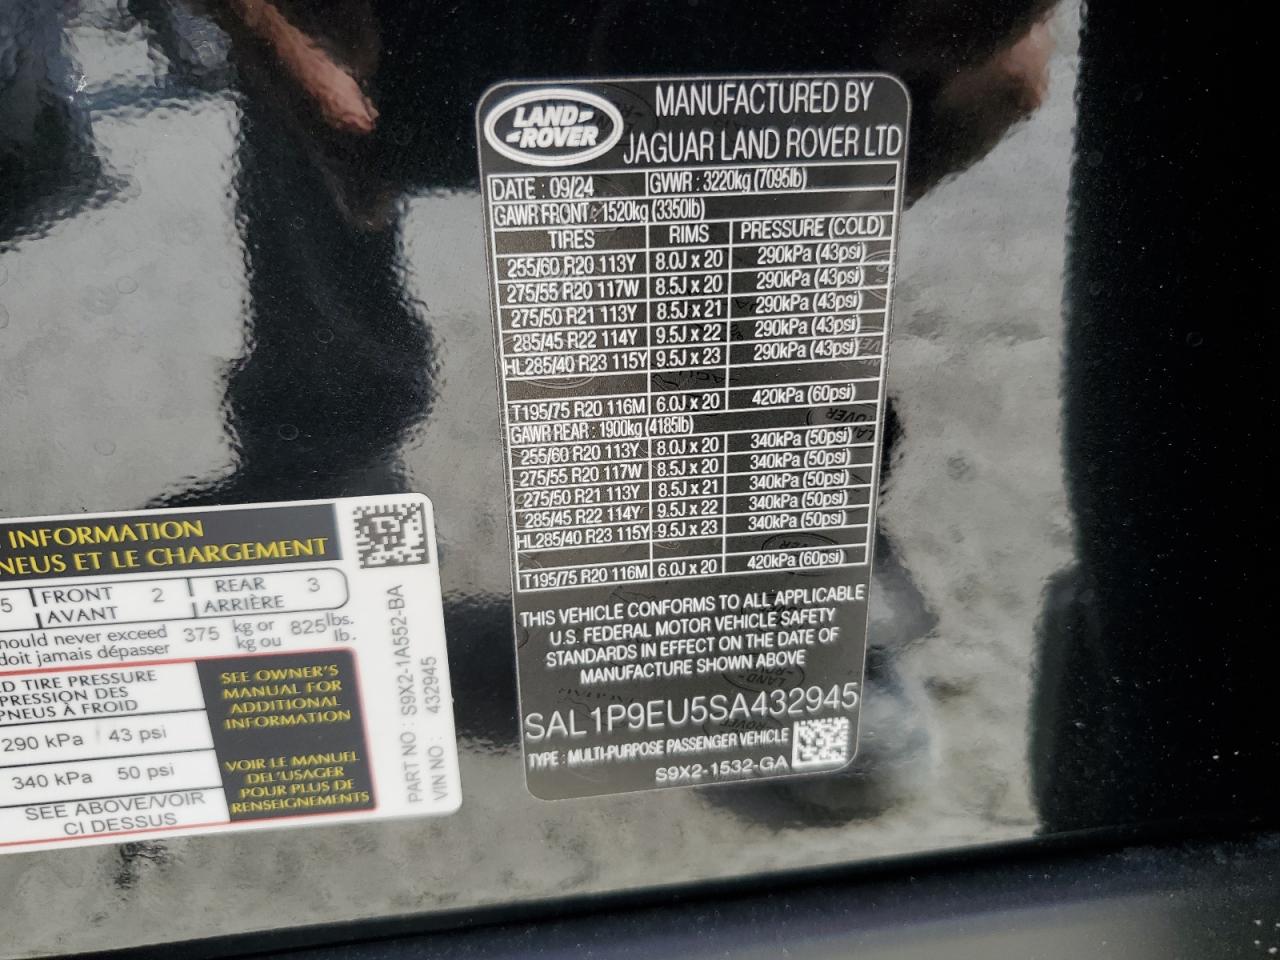 LAND ROVER
MANUFACTURED BY
JAGUAR LAND ROVER LTD
DATE : 09/24 GVWR : 3220kg (7095lb)
GAWR FRONT : 1520kg (3350lb)
TIRES RIMS PRESSURE (COLD)
255/60 R20 113Y 8.0J x 20 290kPa (43psi)
275/55 R20 117W 8.5J x 20 290kPa (43psi)
275/50 R21 113Y 8.5J x 21 290kPa (43psi)
285/45 R22 114Y 9.5J x 22 290kPa (43psi)
HL285/40 R23 115Y 9.5J x 23 290kPa (43psi)
T195/75 R20 116M 6.0J x 20 420kPa (60psi)
GAWR REAR : 1900kg (4185lb)
255/60 R20 113Y 8.0J x 20 340kPa (50psi)
275/55 R20 117W 8.5J x 20 340kPa (50psi)
275/50 R21 113Y 8.5J x 21 340kPa (50psi)
285/45 R22 114Y 9.5J x 22 340kPa (50psi)
HL285/40 R23 115Y 9.5J x 23 340kPa (50psi)
T195/75 R20 116M 6.0J x 20 420kPa (60psi)
THIS VEHICLE CONFORMS TO ALL APPLICABLE
U.S. FEDERAL MOTOR VEHICLE SAFETY
STANDARDS IN EFFECT ON THE DATE OF
MANUFACTURE SHOWN ABOVE
SAL1P9EU5SA432945
TYPE : MULTI-PURPOSE PASSENGER VEHICLE
S9X2-1532-GA
INFORMATION
NEUS ET LE CHARGEMENT
5 FRONT 2 REAR 3
AVANT ARRIÈRE
should never exceed 375 kg or 825 lbs.
doit jamais dépasser kg ou lb.
ED TIRE PRESSURE
PRESSION DES
PNEUS À FROID
290 kPa / 43 psi
340 kPa 50 psi
SEE ABOVE/VOIR
CI DESSUS
SEE OWNER'S
MANUAL FOR
ADDITIONAL
INFORMATION
VOIR LE MANUEL
DEL'USAGER
POUR PLUS DE
RENSEIGNEMENTS
PART NO : S9X2-1A552-BA
VIN NO : 432945